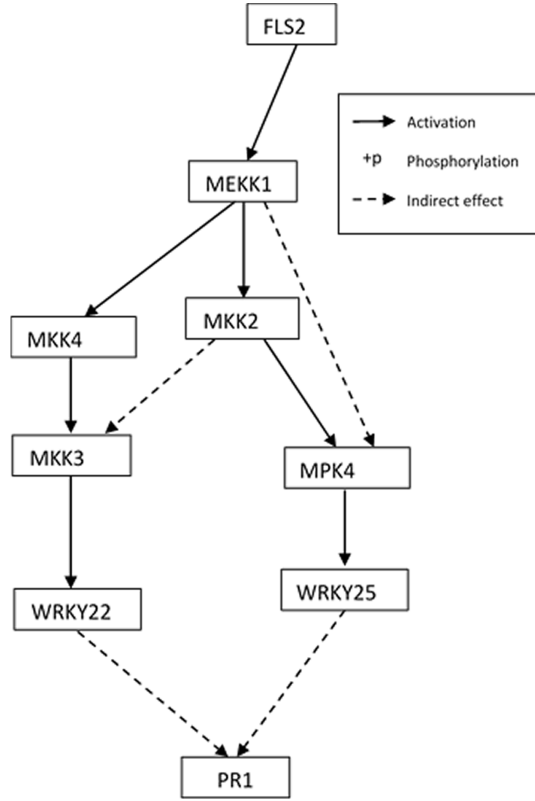 FLS2
Activation
+p Phosphorylation
Indirect effect
MEKK1
MKK4
MKK2
MKK3
MPK4
WRKY22
WRKY25
PR1